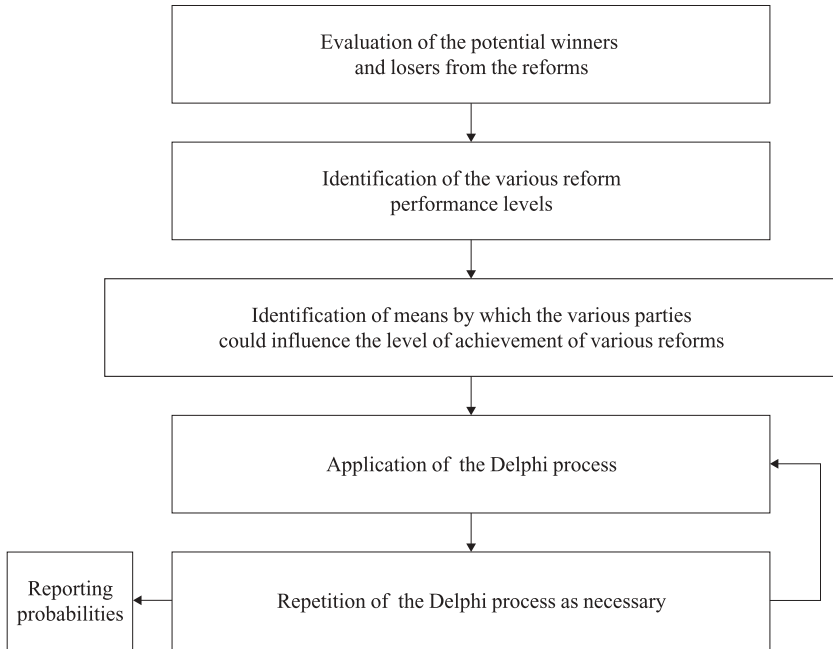 Evaluation of the potential winners
and losers from the reforms
Identification of the various reform
performance levels
Identification of means by which the various parties
could influence the level of achievement of various reforms
Application of the Delphi process
Reporting
probabilities
Repetition of the Delphi process as necessary